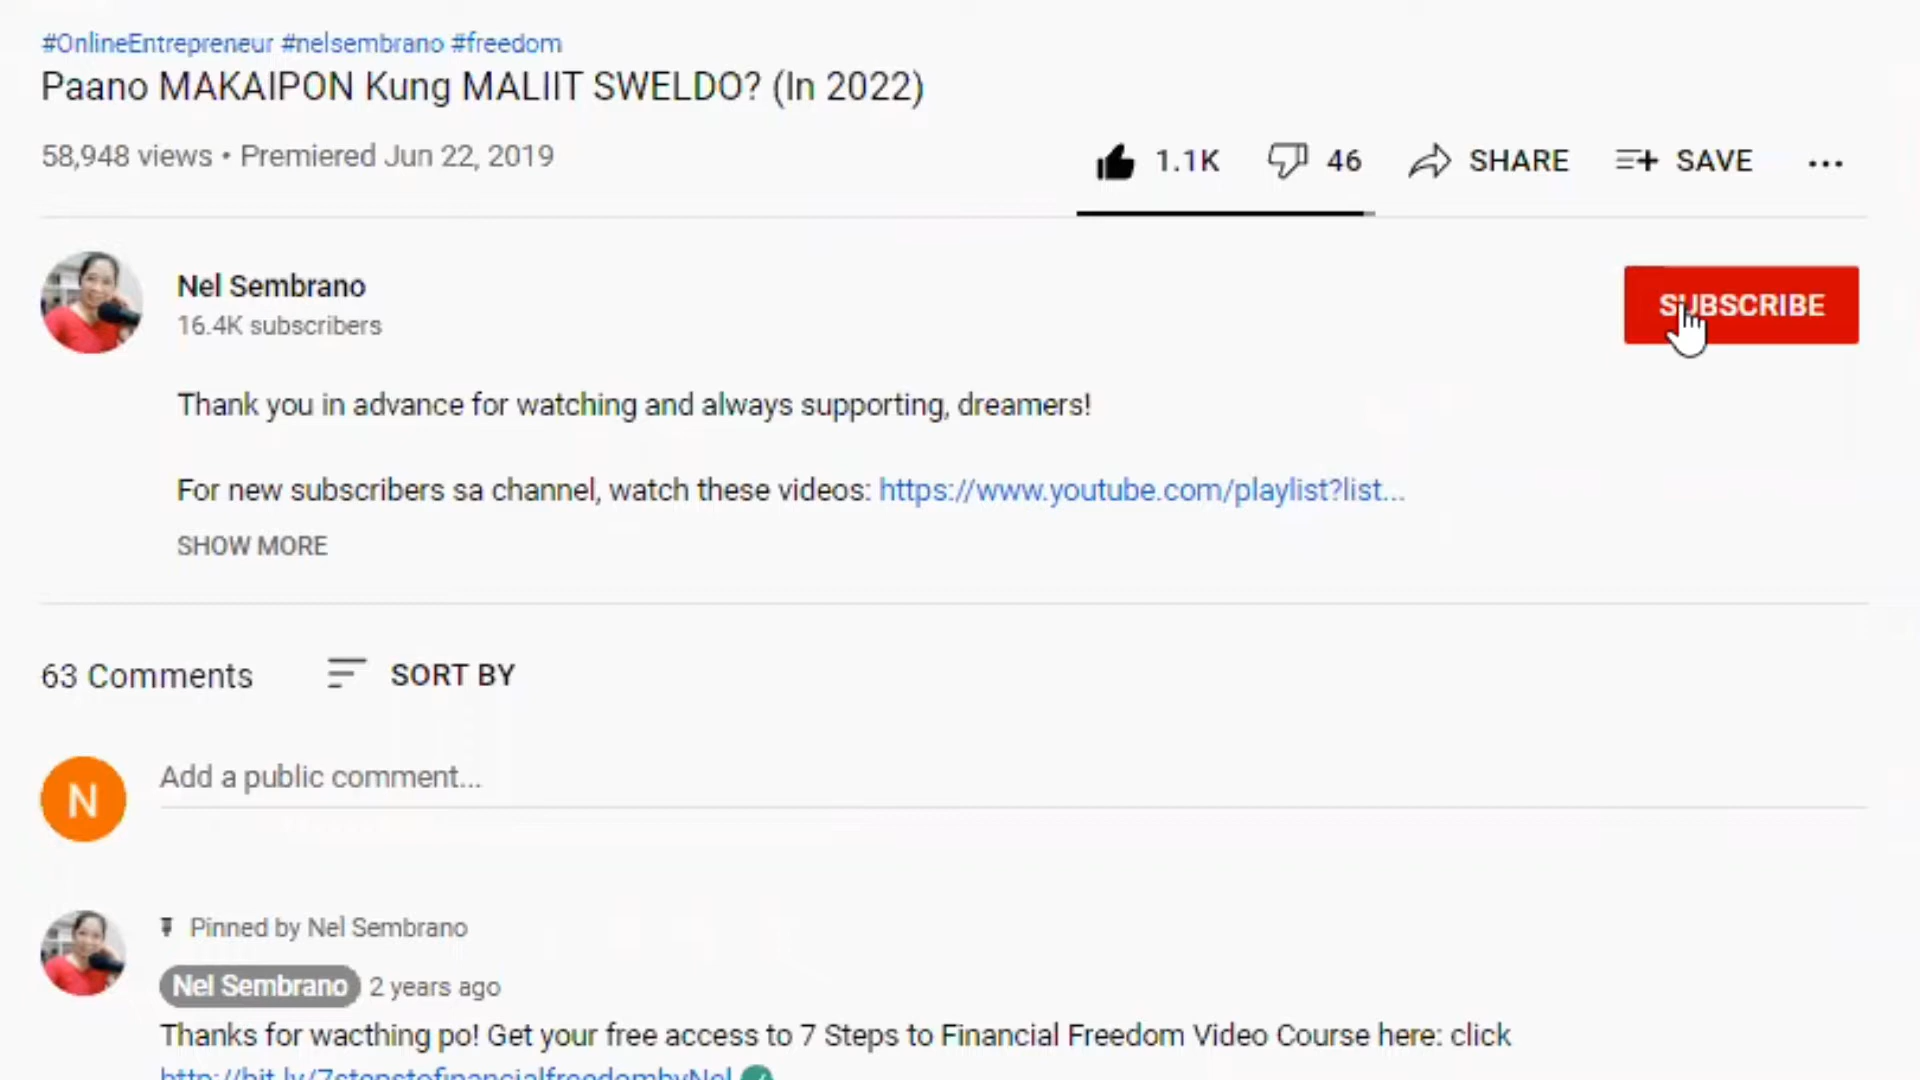 #OnlineEntrepreneur #nelsembrano #freedom
Paano MAKAIPON Kung MALIIT SWELDO? (In 2022)
58,948 views • Premiered Jun 22, 2019
1.1K 46 SHARE SAVE
Nel Sembrano
16.4K subscribers
SUBSCRIBE
Thank you in advance for watching and always supporting, dreamers!
For new subscribers sa channel, watch these videos: https://www.youtube.com/playlist?list...
SHOW MORE
63 Comments SORT BY
N
Add a public comment...
Pinned by Nel Sembrano
Nel Sembrano 2 years ago
Thanks for wacthing po! Get your free access to 7 Steps to Financial Freedom Video Course here: click
http://bit.ly/7stepstofinancialfreedombyNel